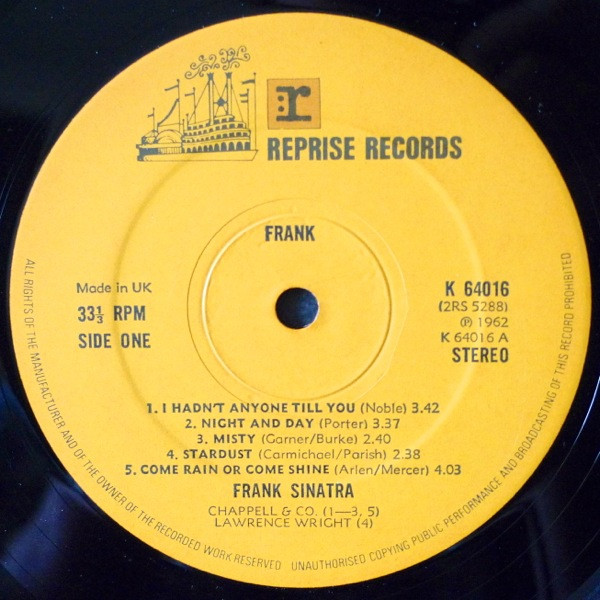 r
REPRISE RECORDS
FRANK
Made in UK
33⅓ RPM
SIDE ONE
K 64016
(2RS 5288)
℗ 1962
K 64016 A
STEREO
1. I HADN'T ANYONE TILL YOU (Noble) 3.42
2. NIGHT AND DAY (Porter) 3.37
3. MISTY (Garner/Burke) 2.40
4. STARDUST (Carmichael/Parish) 2.38
5. COME RAIN OR COME SHINE (Arlen/Mercer) 4.03
FRANK SINATRA
CHAPPELL & CO. (1—3, 5)
LAWRENCE WRIGHT (4)
ALL RIGHTS OF THE MANUFACTURER AND OF THE OWNER OF THE RECORDED WORK RESERVED UNAUTHORISED COPYING PUBLIC PERFORMANCE AND BROADCASTING OF THIS RECORD PROHIBITED